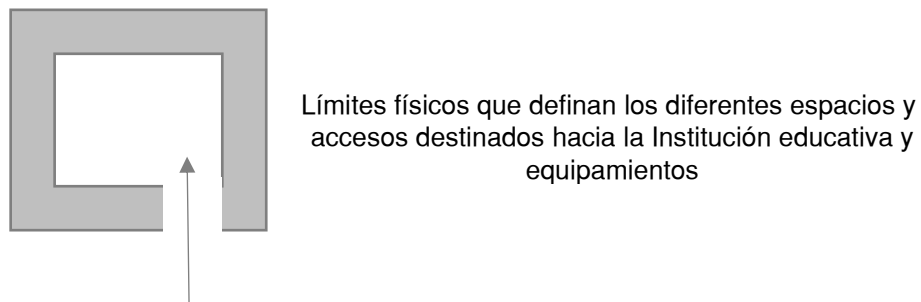 Límites físicos que definan los diferentes espacios y
accesos destinados hacia la Institución educativa y
equipamientos